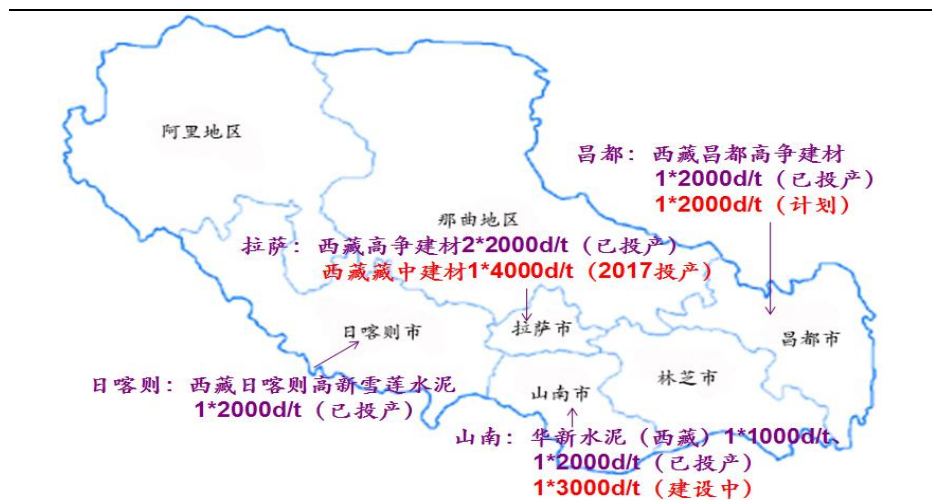 阿里地区
昌都：西藏昌都高争建材
1*2000d/t（已投产）
1*2000d/t（计划）
那曲地区
拉萨：西藏高争建材2*2000d/t（已投产）
西藏藏中建材1*4000d/t（2017投产）
日喀则市
拉萨市
昌都市
林芝市
山南市
日喀则：西藏日喀则高新雪莲水泥
1*2000d/t（已投产）
山南：华新水泥（西藏）1*1000d/t、
1*2000d/t（已投产）
1*3000d/t（建设中）